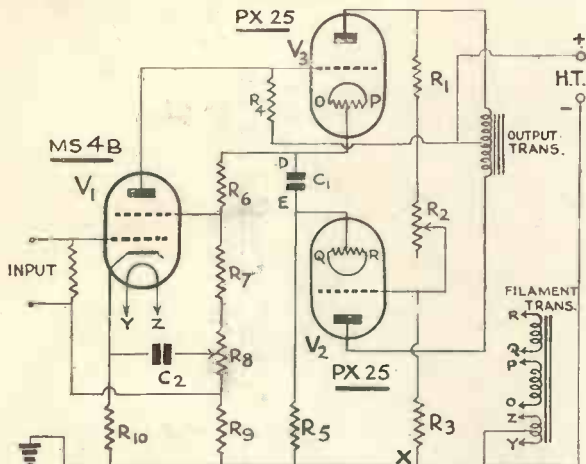 PX 25
V3
+
H.T.
−
R1
R4
O P
MS 4B
V1
D
C1
E
R6
OUTPUT
TRANS.
R2
Q R
INPUT
R7
FILAMENT
TRANS.
R
Q
P
O
Z
Y
Y Z
V2
R8
C2
PX 25
R10
R9
R5
R3
X